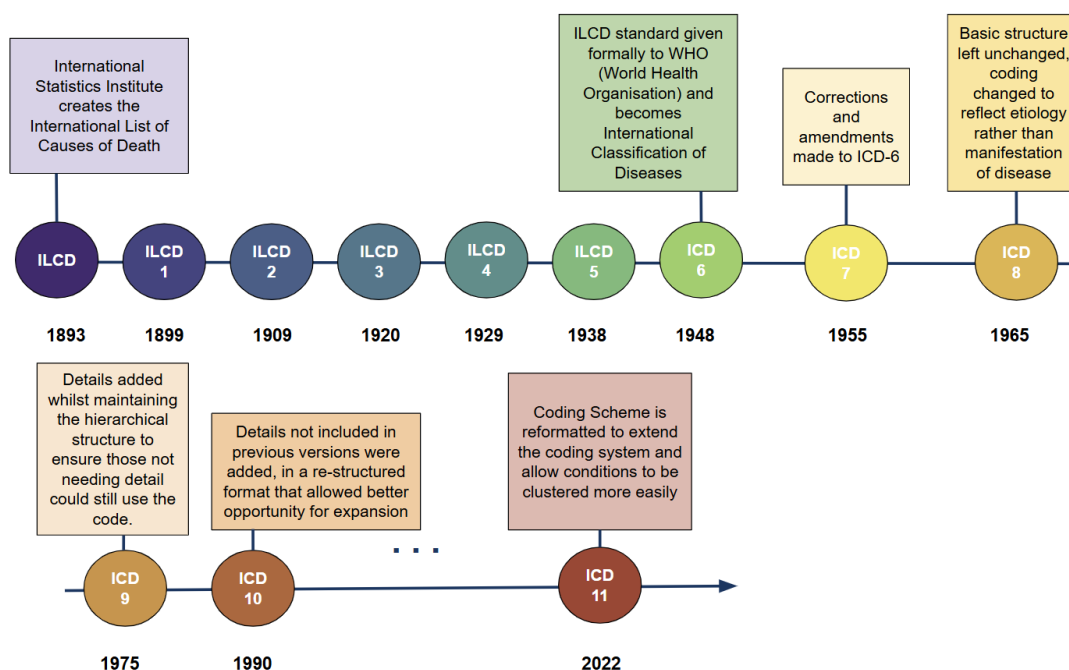 International
Statistics Institute
creates the
International List of
Causes of Death
ILCD standard given
formally to WHO
(World Health
Organisation) and
becomes
International
Classification of
Diseases
Corrections
and
amendments
made to ICD-6
Basic structure
left unchanged,
coding
changed to
reflect etiology
rather than
manifestation
of disease
ILCD
ILCD
1
ILCD
2
ILCD
3
ILCD
4
ILCD
5
ICD
6
ICD
7
ICD
8
1893
1899
1909
1920
1929
1938
1948
1955
1965
Details added
whilst maintaining
the hierarchical
structure to
ensure those not
needing detail
could still use the
code.
Details not included in
previous versions were
added, in a re-structured
format that allowed better
opportunity for expansion
. . .
Coding Scheme is
reformatted to extend
the coding system and
allow conditions to be
clustered more easily
ICD
9
ICD
10
ICD
11
1975
1990
2022